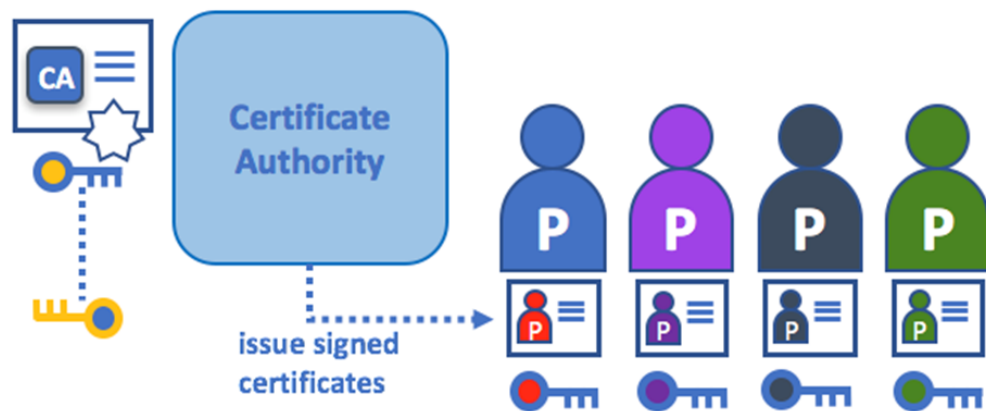 CA
Certificate
Authority
P P P P
issue signed
certificates
P P P P